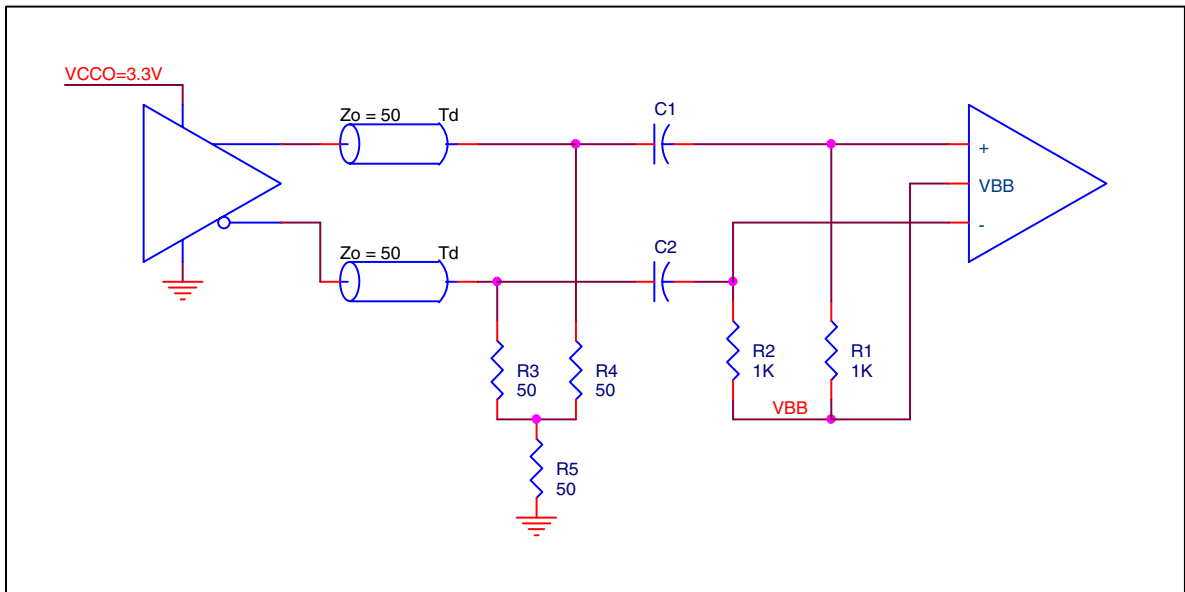 VCCO=3.3V
Zo = 50 Td
C1
+
VBB
-
Zo = 50 Td
C2
R3
50
R4
50
R2
1K
R1
1K
VBB
R5
50